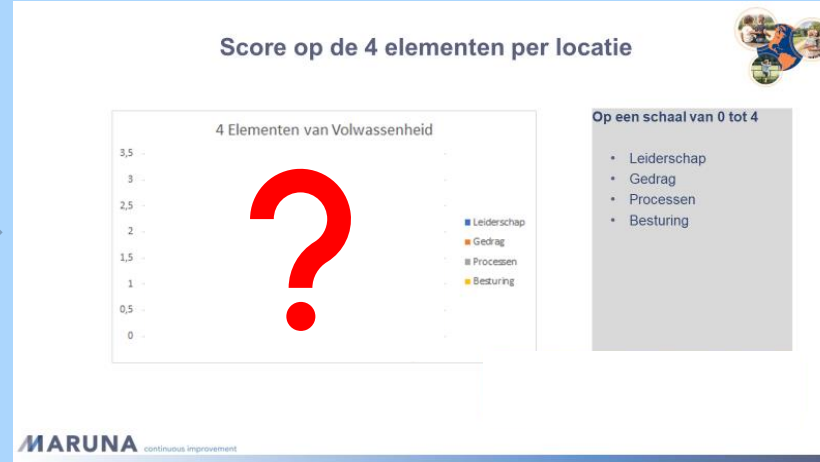 Score op de 4 elementen per locatie
4 Elementen van Volwassenheid
3,5
3
2,5
2
1,5
1
0,5
0
?
Leiderschap
Gedrag
Processen
Besturing
Op een schaal van 0 tot 4
• Leiderschap
• Gedrag
• Processen
• Besturing
MARUNA continuous improvement